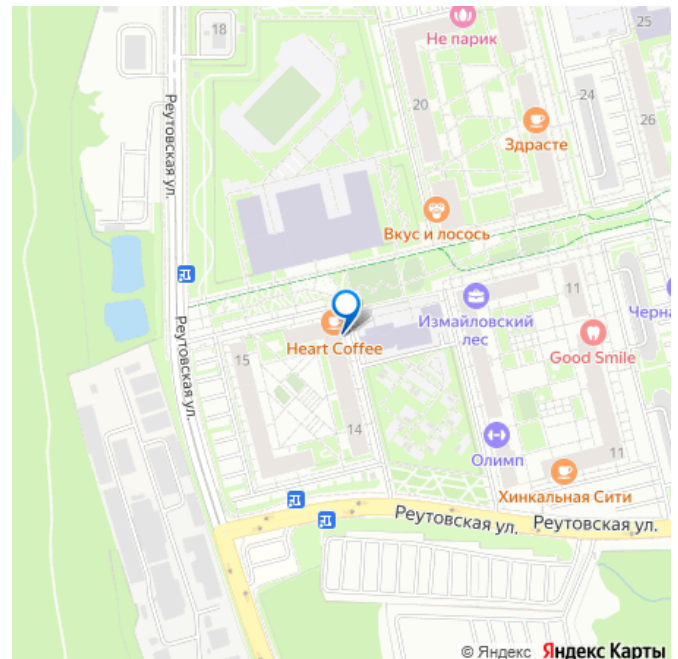 18
Не парик
25
20
24
26
Здрасте
Реутовская ул.
Вкус и лосось
11
Измайловский
лес
Черна
Heart Coffee
Good Smile
15
Реутовская ул.
14
Олимп
11
Хинкальная Сити
Реутовская ул.
Реутовская ул.
© Яндекс Яндекс Карты